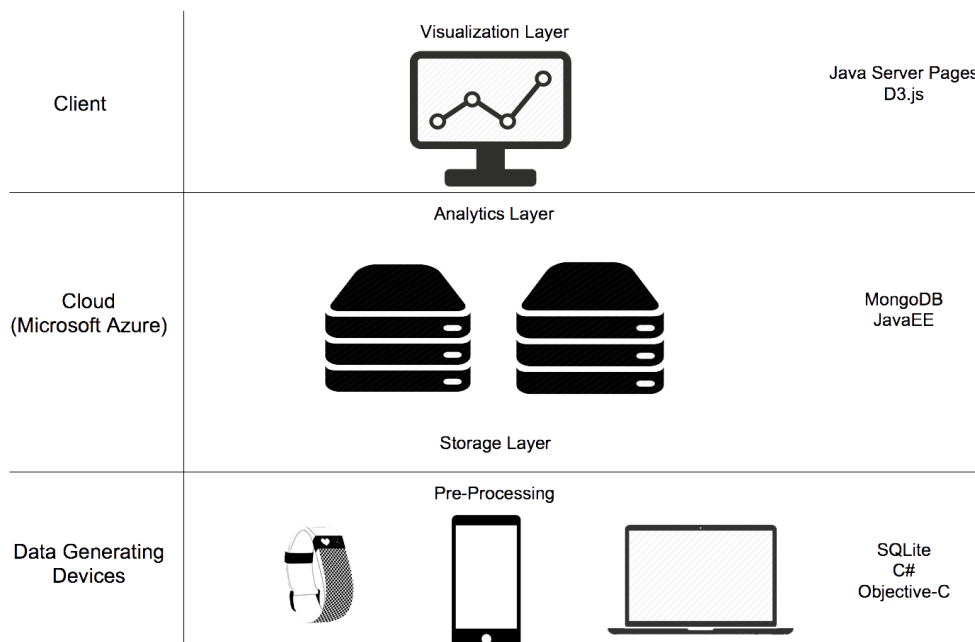 Visualization Layer
Client
Java Server Pages
D3.js
Analytics Layer
Cloud
(Microsoft Azure)
MongoDB
JavaEE
Storage Layer
Pre-Processing
Data Generating
Devices
SQLite
C#
Objective-C